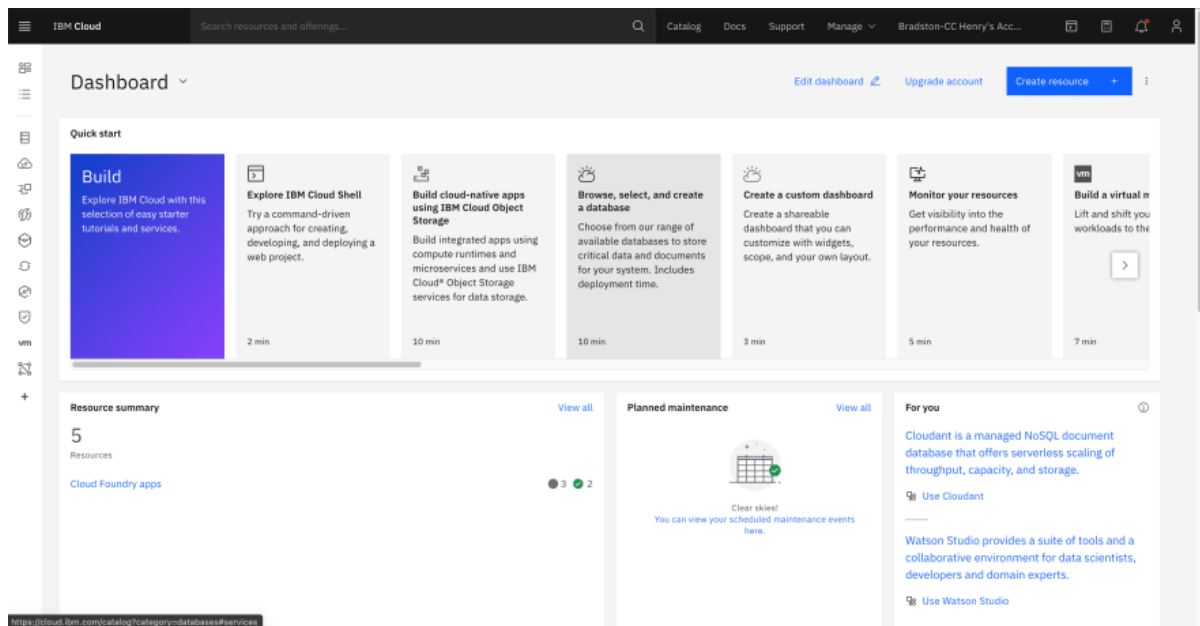 IBM Cloud
Search resources and offerings...
Catalog
Docs
Support
Manage
Bradston-CC Henry's Acc...
Dashboard
Edit dashboard
Upgrade account
Create resource +
Quick start
Build
Explore IBM Cloud with this
selection of easy starter
tutorials and services.
Explore IBM Cloud Shell
Try a command-driven
approach for creating,
developing, and deploying a
web project.
2 min
Build cloud-native apps
using IBM Cloud Object
Storage
Build integrated apps using
compute runtimes and
microservices and use IBM
Cloud® Object Storage
services for data storage.
10 min
Browse, select, and create
a database
Choose from our range of
available databases to store
critical data and documents
for your system. Includes
deployment time.
10 min
Create a custom dashboard
Create a shareable
dashboard that you can
customize with widgets,
scope, and your own layout.
3 min
Monitor your resources
Get visibility into the
performance and health of
your resources.
5 min
vm
Build a virtual m
Lift and shift you
workloads to the
7 min
vm
+
Resource summary
View all
5
Resources
Cloud Foundry apps
3 2
Planned maintenance
View all
Clear skies!
You can view your scheduled maintenance events
here.
For you
Cloudant is a managed NoSQL document
database that offers serverless scaling of
throughput, capacity, and storage.
Use Cloudant
Watson Studio provides a suite of tools and a
collaborative environment for data scientists,
developers and domain experts.
Use Watson Studio
https://cloud.ibm.com/catalog?category=databases#services